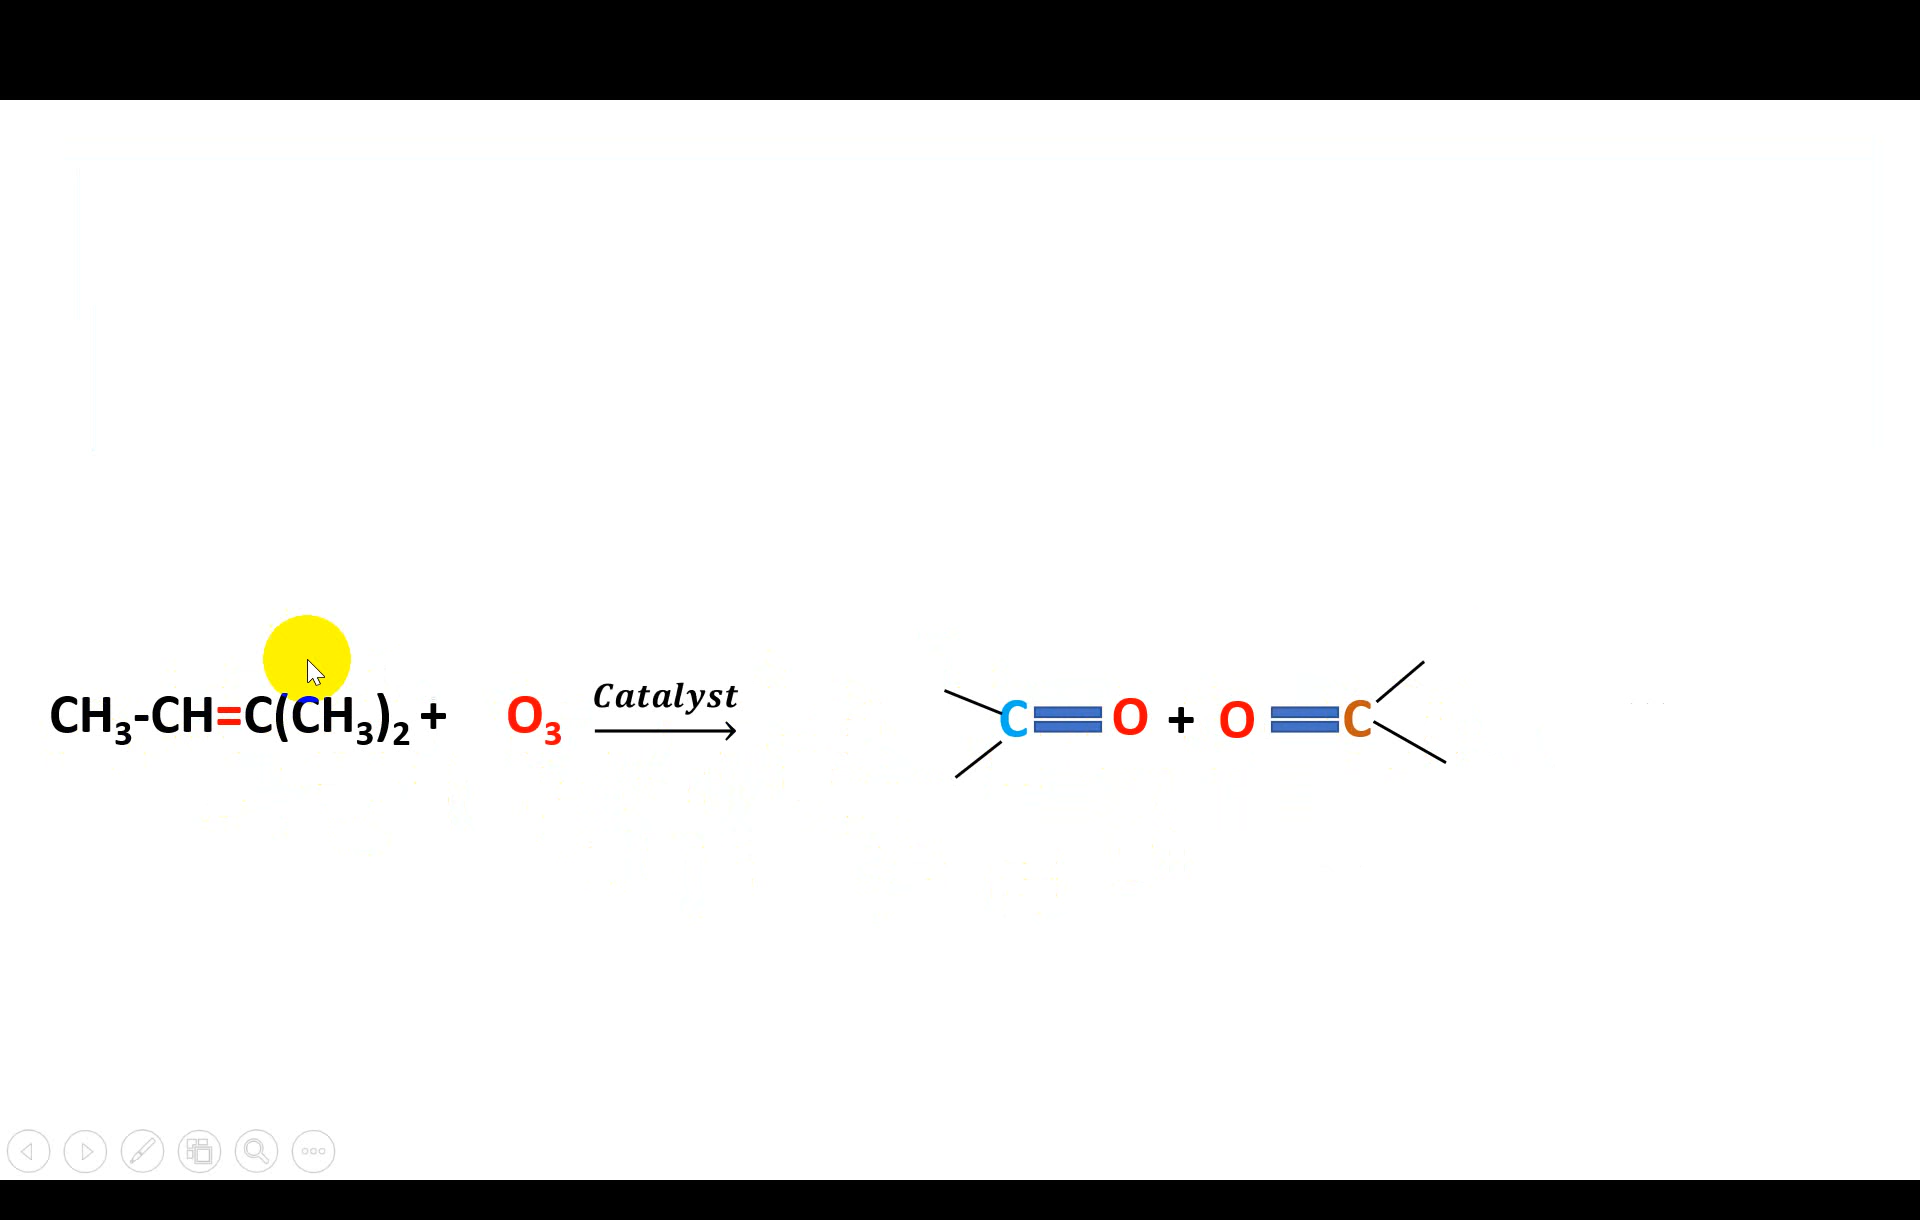 CH₃-CH=C(CH₃)₂ + O₃ Catalyst C O + O C